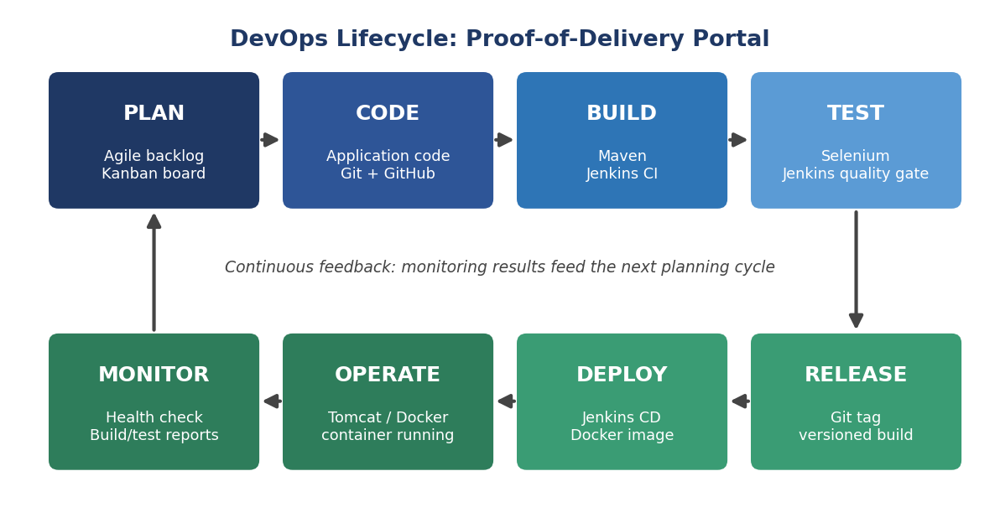 DevOps Lifecycle: Proof-of-Delivery Portal
PLAN
Agile backlog
Kanban board
CODE
Application code
Git + GitHub
BUILD
Maven
Jenkins CI
TEST
Selenium
Jenkins quality gate
Continuous feedback: monitoring results feed the next planning cycle
MONITOR
Health check
Build/test reports
OPERATE
Tomcat / Docker
container running
DEPLOY
Jenkins CD
Docker image
RELEASE
Git tag
versioned build